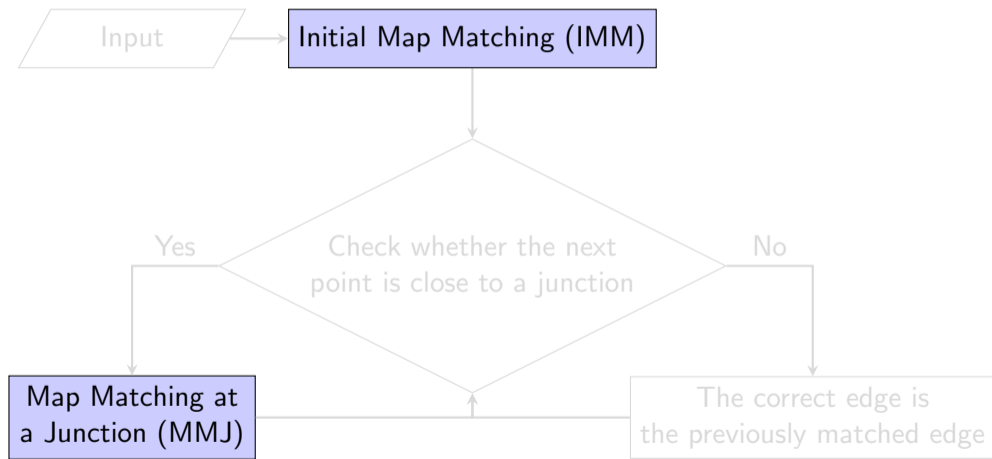 Input
Initial Map Matching (IMM)
Yes
Check whether the next
point is close to a junction
No
Map Matching at
a Junction (MMJ)
The correct edge is
the previously matched edge